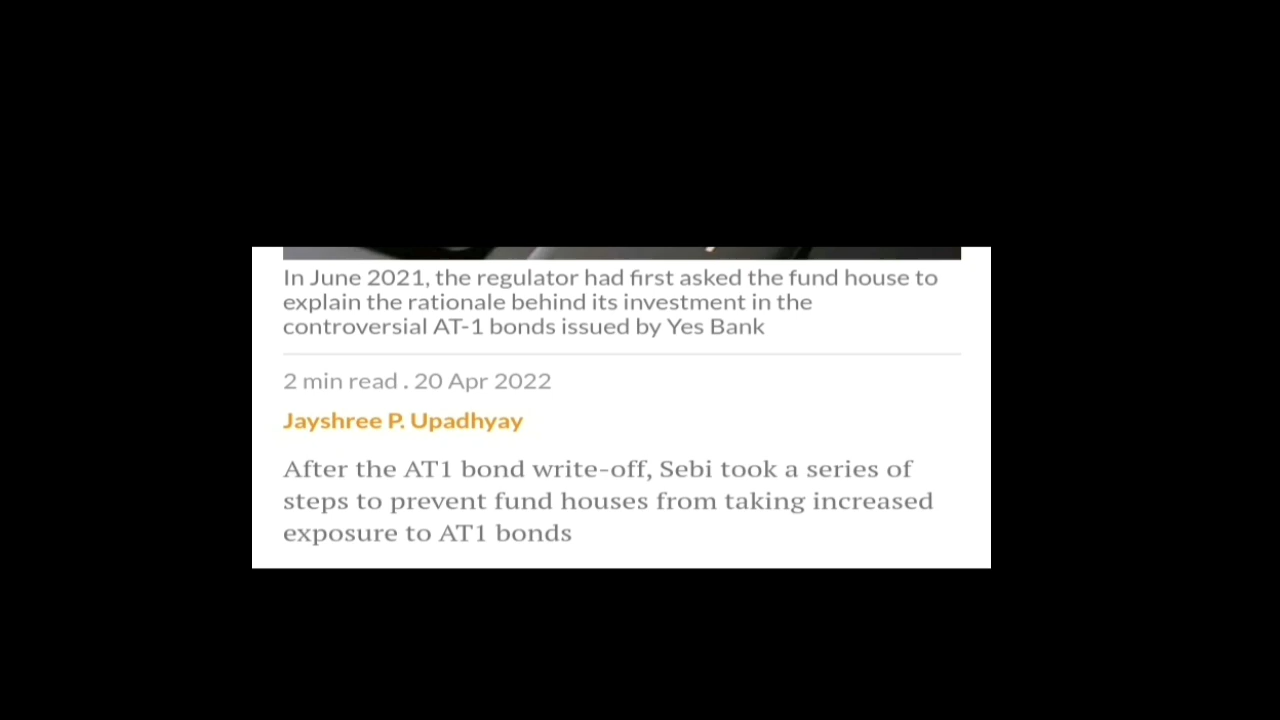 In June 2021, the regulator had first asked the fund house to
explain the rationale behind its investment in the
controversial AT-1 bonds issued by Yes Bank
2 min read . 20 Apr 2022
Jayshree P. Upadhyay
After the AT1 bond write-off, Sebi took a series of
steps to prevent fund houses from taking increased
exposure to AT1 bonds